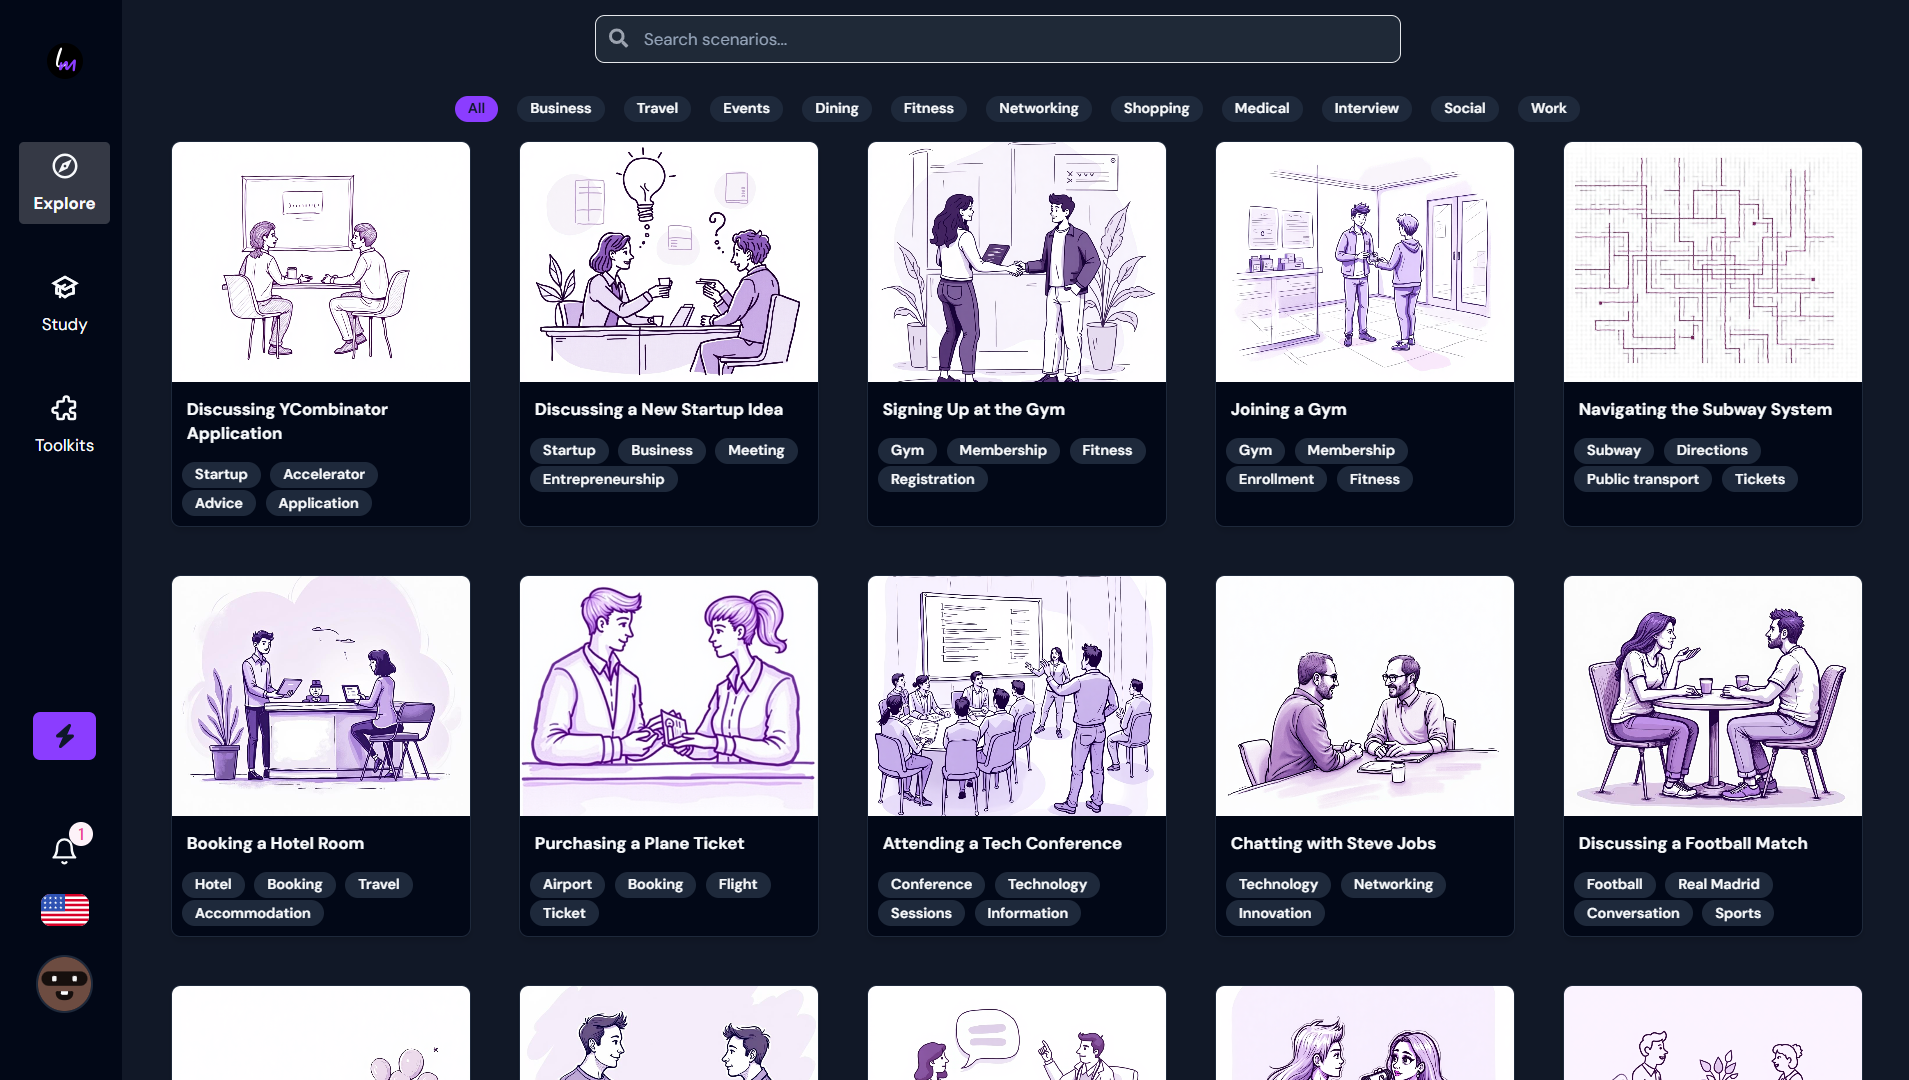 lm
Search scenarios...
All
Business
Travel
Events
Dining
Fitness
Networking
Shopping
Medical
Interview
Social
Work
Explore
Study
Toolkits
1
Discussing YCombinator
Application
Startup
Accelerator
Advice
Application
Discussing a New Startup Idea
Startup
Business
Meeting
Entrepreneurship
Signing Up at the Gym
Gym
Membership
Fitness
Registration
Joining a Gym
Gym
Membership
Enrollment
Fitness
Navigating the Subway System
Subway
Directions
Public transport
Tickets
Booking a Hotel Room
Hotel
Booking
Travel
Accommodation
Purchasing a Plane Ticket
Airport
Booking
Flight
Ticket
Attending a Tech Conference
Conference
Technology
Sessions
Information
Chatting with Steve Jobs
Technology
Networking
Innovation
Discussing a Football Match
Football
Real Madrid
Conversation
Sports